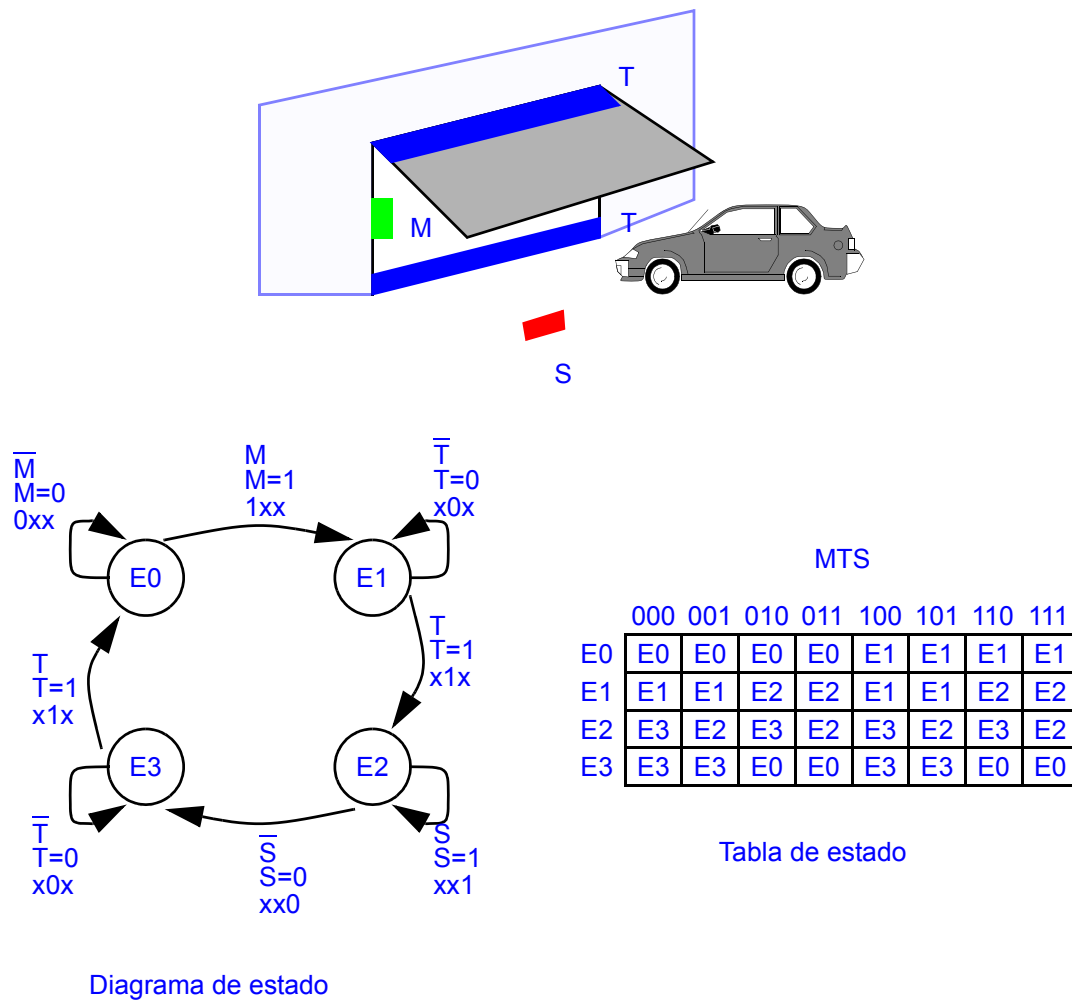 T
M
T
S
M̅
M=0
0xx
M
M=1
1xx
T̅
T=0
x0x
E0
E1
T
T=1
x1x
T
T=1
x1x
E3
E2
T̅
T=0
x0x
S̅
S=0
xx0
S
S=1
xx1
Diagrama de estado
MTS
000 001 010 011 100 101 110 111
E0 E0 E0 E0 E0 E1 E1 E1 E1
E1 E1 E1 E2 E2 E1 E1 E2 E2
E2 E3 E2 E3 E2 E3 E2 E3 E2
E3 E3 E3 E0 E0 E3 E3 E0 E0
Tabla de estado